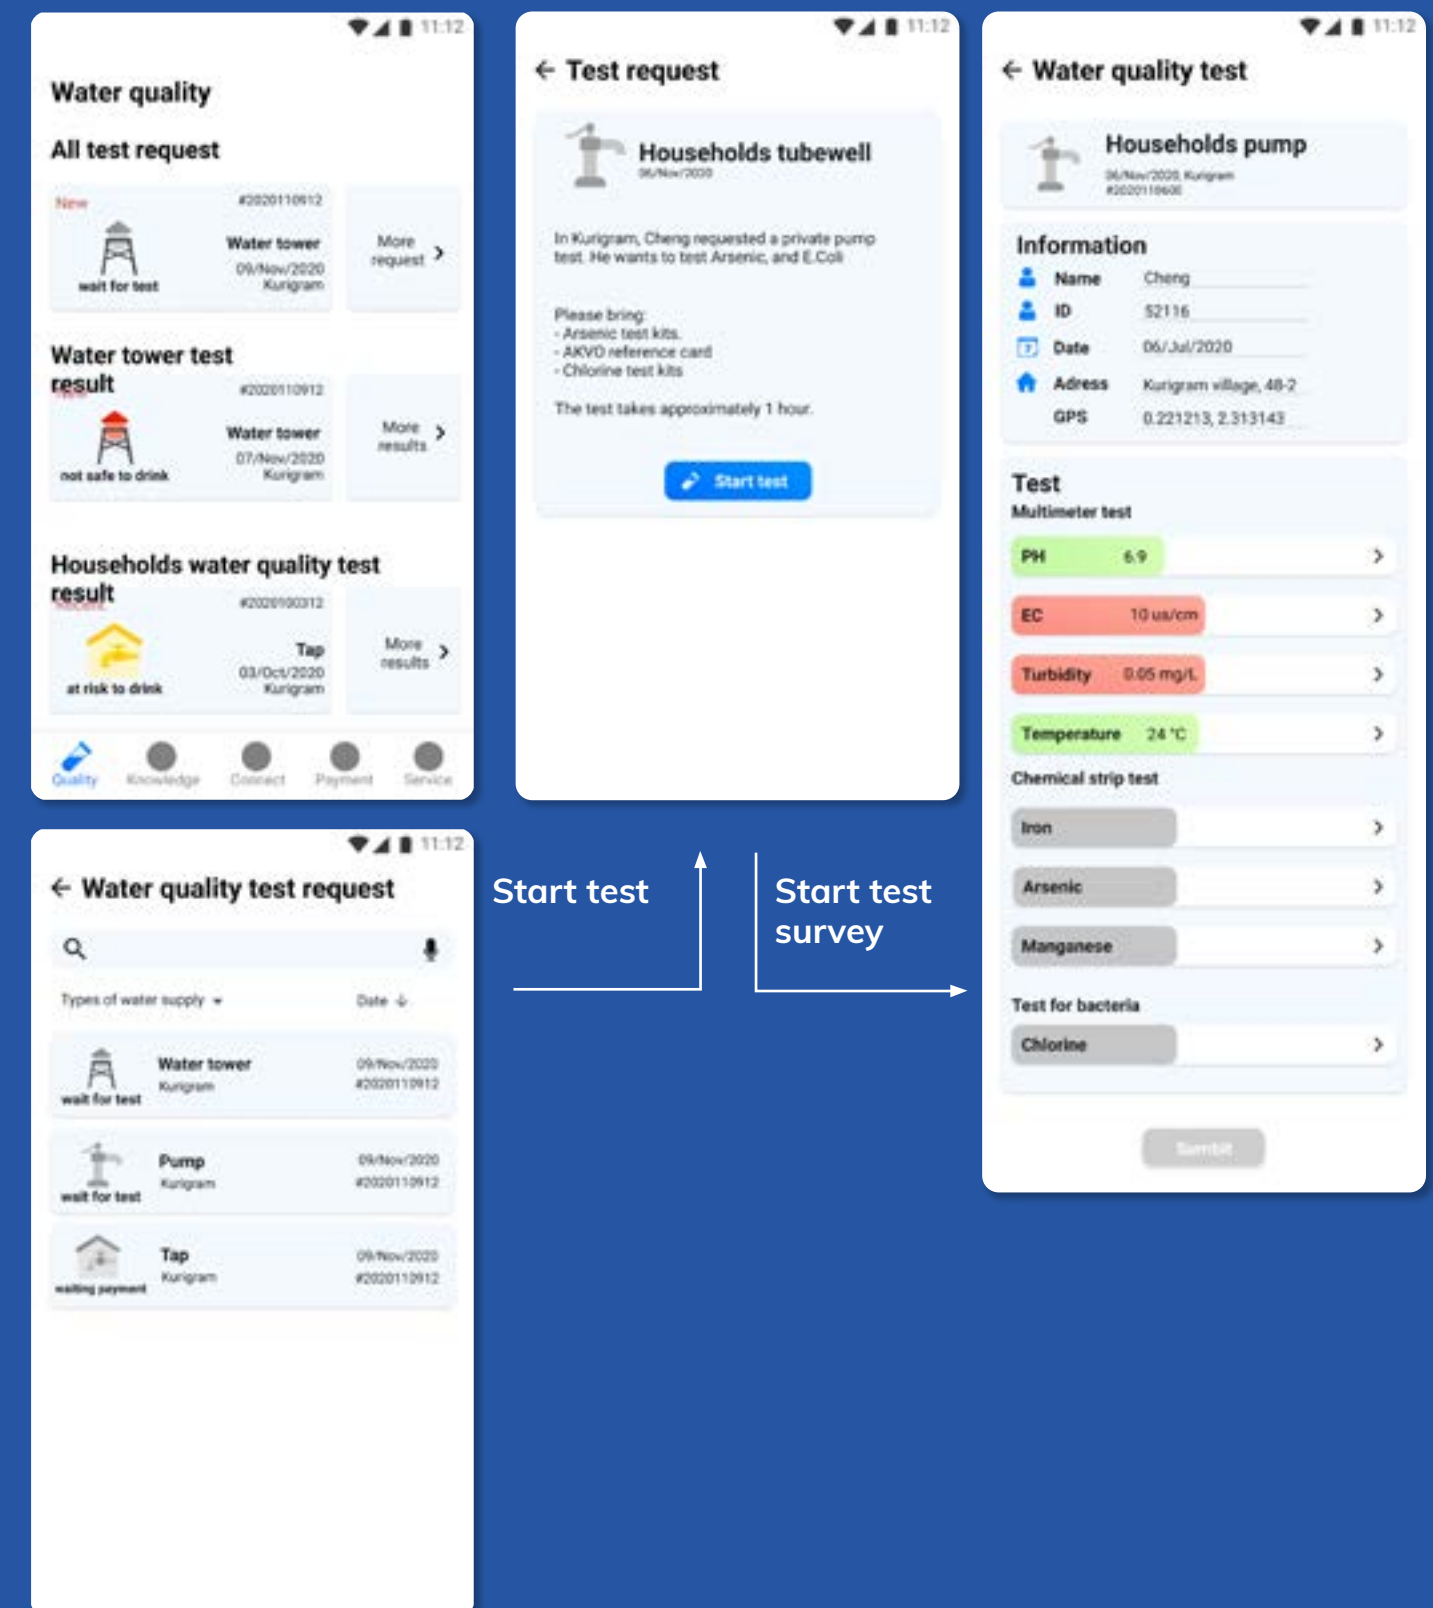 11:12
Water quality
All test request
New
#2020110912
Water tower
09/Nov/2020
Kurigram
wait for test
More
request
Water tower test
result
#2020110912
Water tower
07/Nov/2020
Kurigram
not safe to drink
More
results
Households water quality test
result
Recent
#2020100312
Tap
03/Oct/2020
Kurigram
at risk to drink
More
results
Quality
Knowledge
Connect
Payment
Service
11:12
Test request
Households tubewell
06/Nov/2020
In Kurigram, Cheng requested a private pump
test. He wants to test Arsenic, and E.Coli
Please bring:
- Arsenic test kits.
- AKVO reference card
- Chlorine test kits
The test takes approximately 1 hour.
Start test
11:12
Water quality test
Households pump
06/Nov/2020, Kurigram
#2020110600
Information
Name Cheng
ID 52116
Date 06/Jul/2020
Adress Kurigram village, 48-2
GPS 0.221213, 2.313143
Test
Multimeter test
PH 6.9
EC 10 us/cm
Turbidity 0.05 mg/L
Temperature 24 °C
Chemical strip test
Iron
Arsenic
Manganese
Test for bacteria
Chlorine
Sumbit
11:12
Water quality test request
Types of water supply
Date
Water tower
Kurigram
09/Nov/2020
#2020110912
wait for test
Pump
Kurigram
09/Nov/2020
#2020110912
wait for test
Tap
Kurigram
09/Nov/2020
#2020110912
waiting payment
Start test
Start test
survey